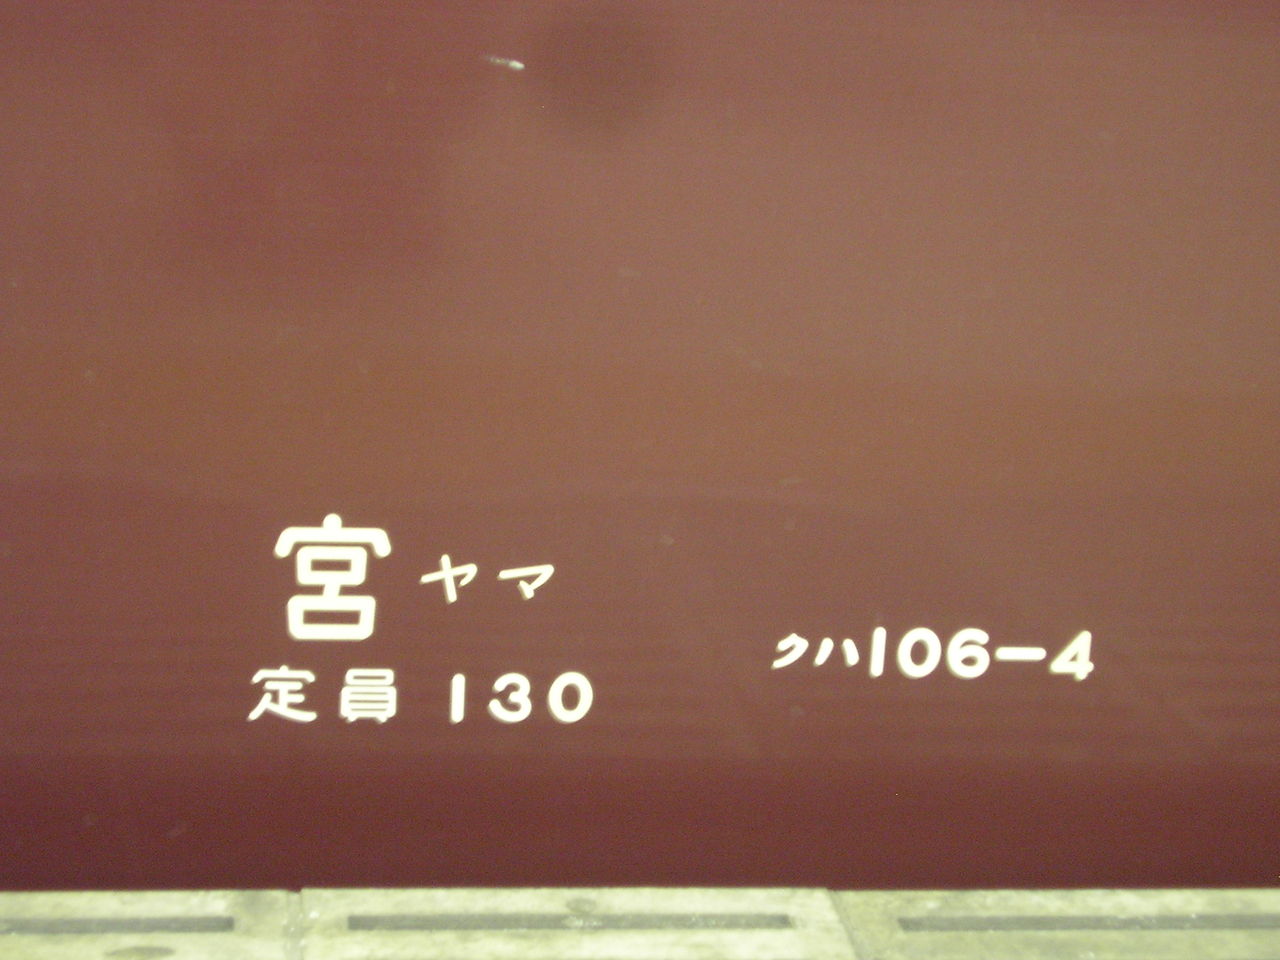 宮 ヤマ
定員 130
クハ106-4